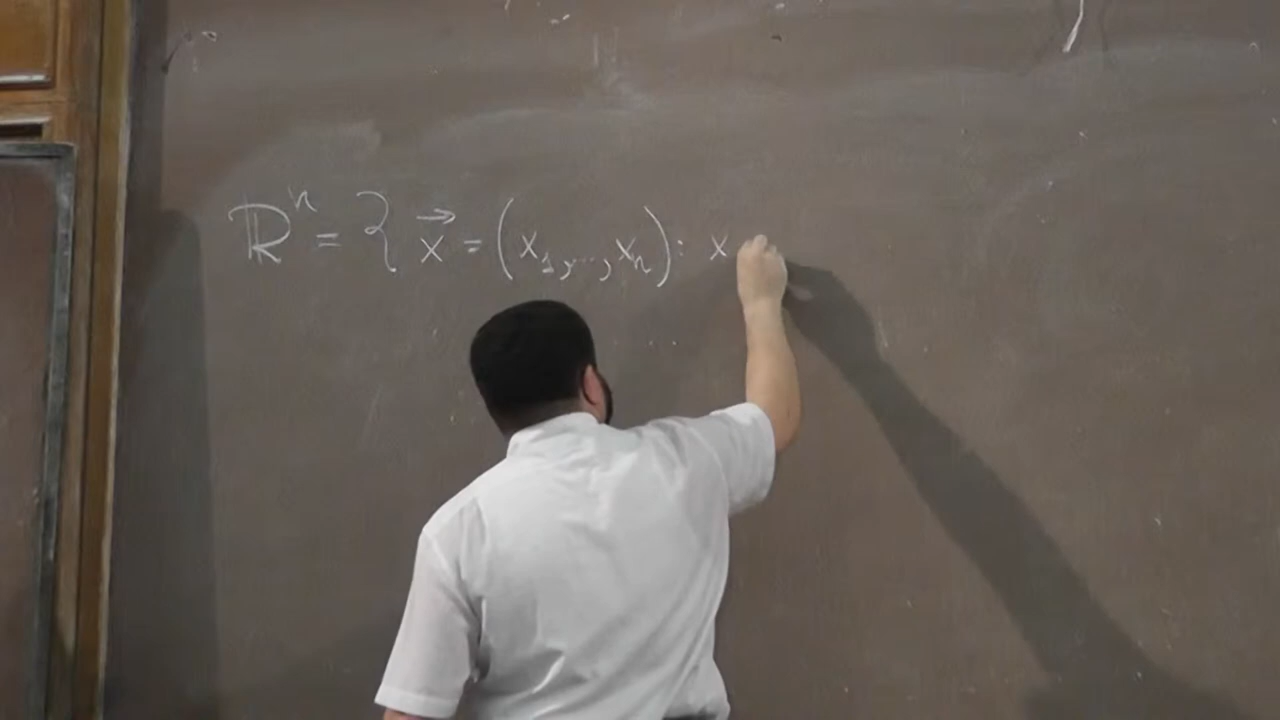 ℝⁿ = { x⃗ = (x₁, ..., xₙ) : x